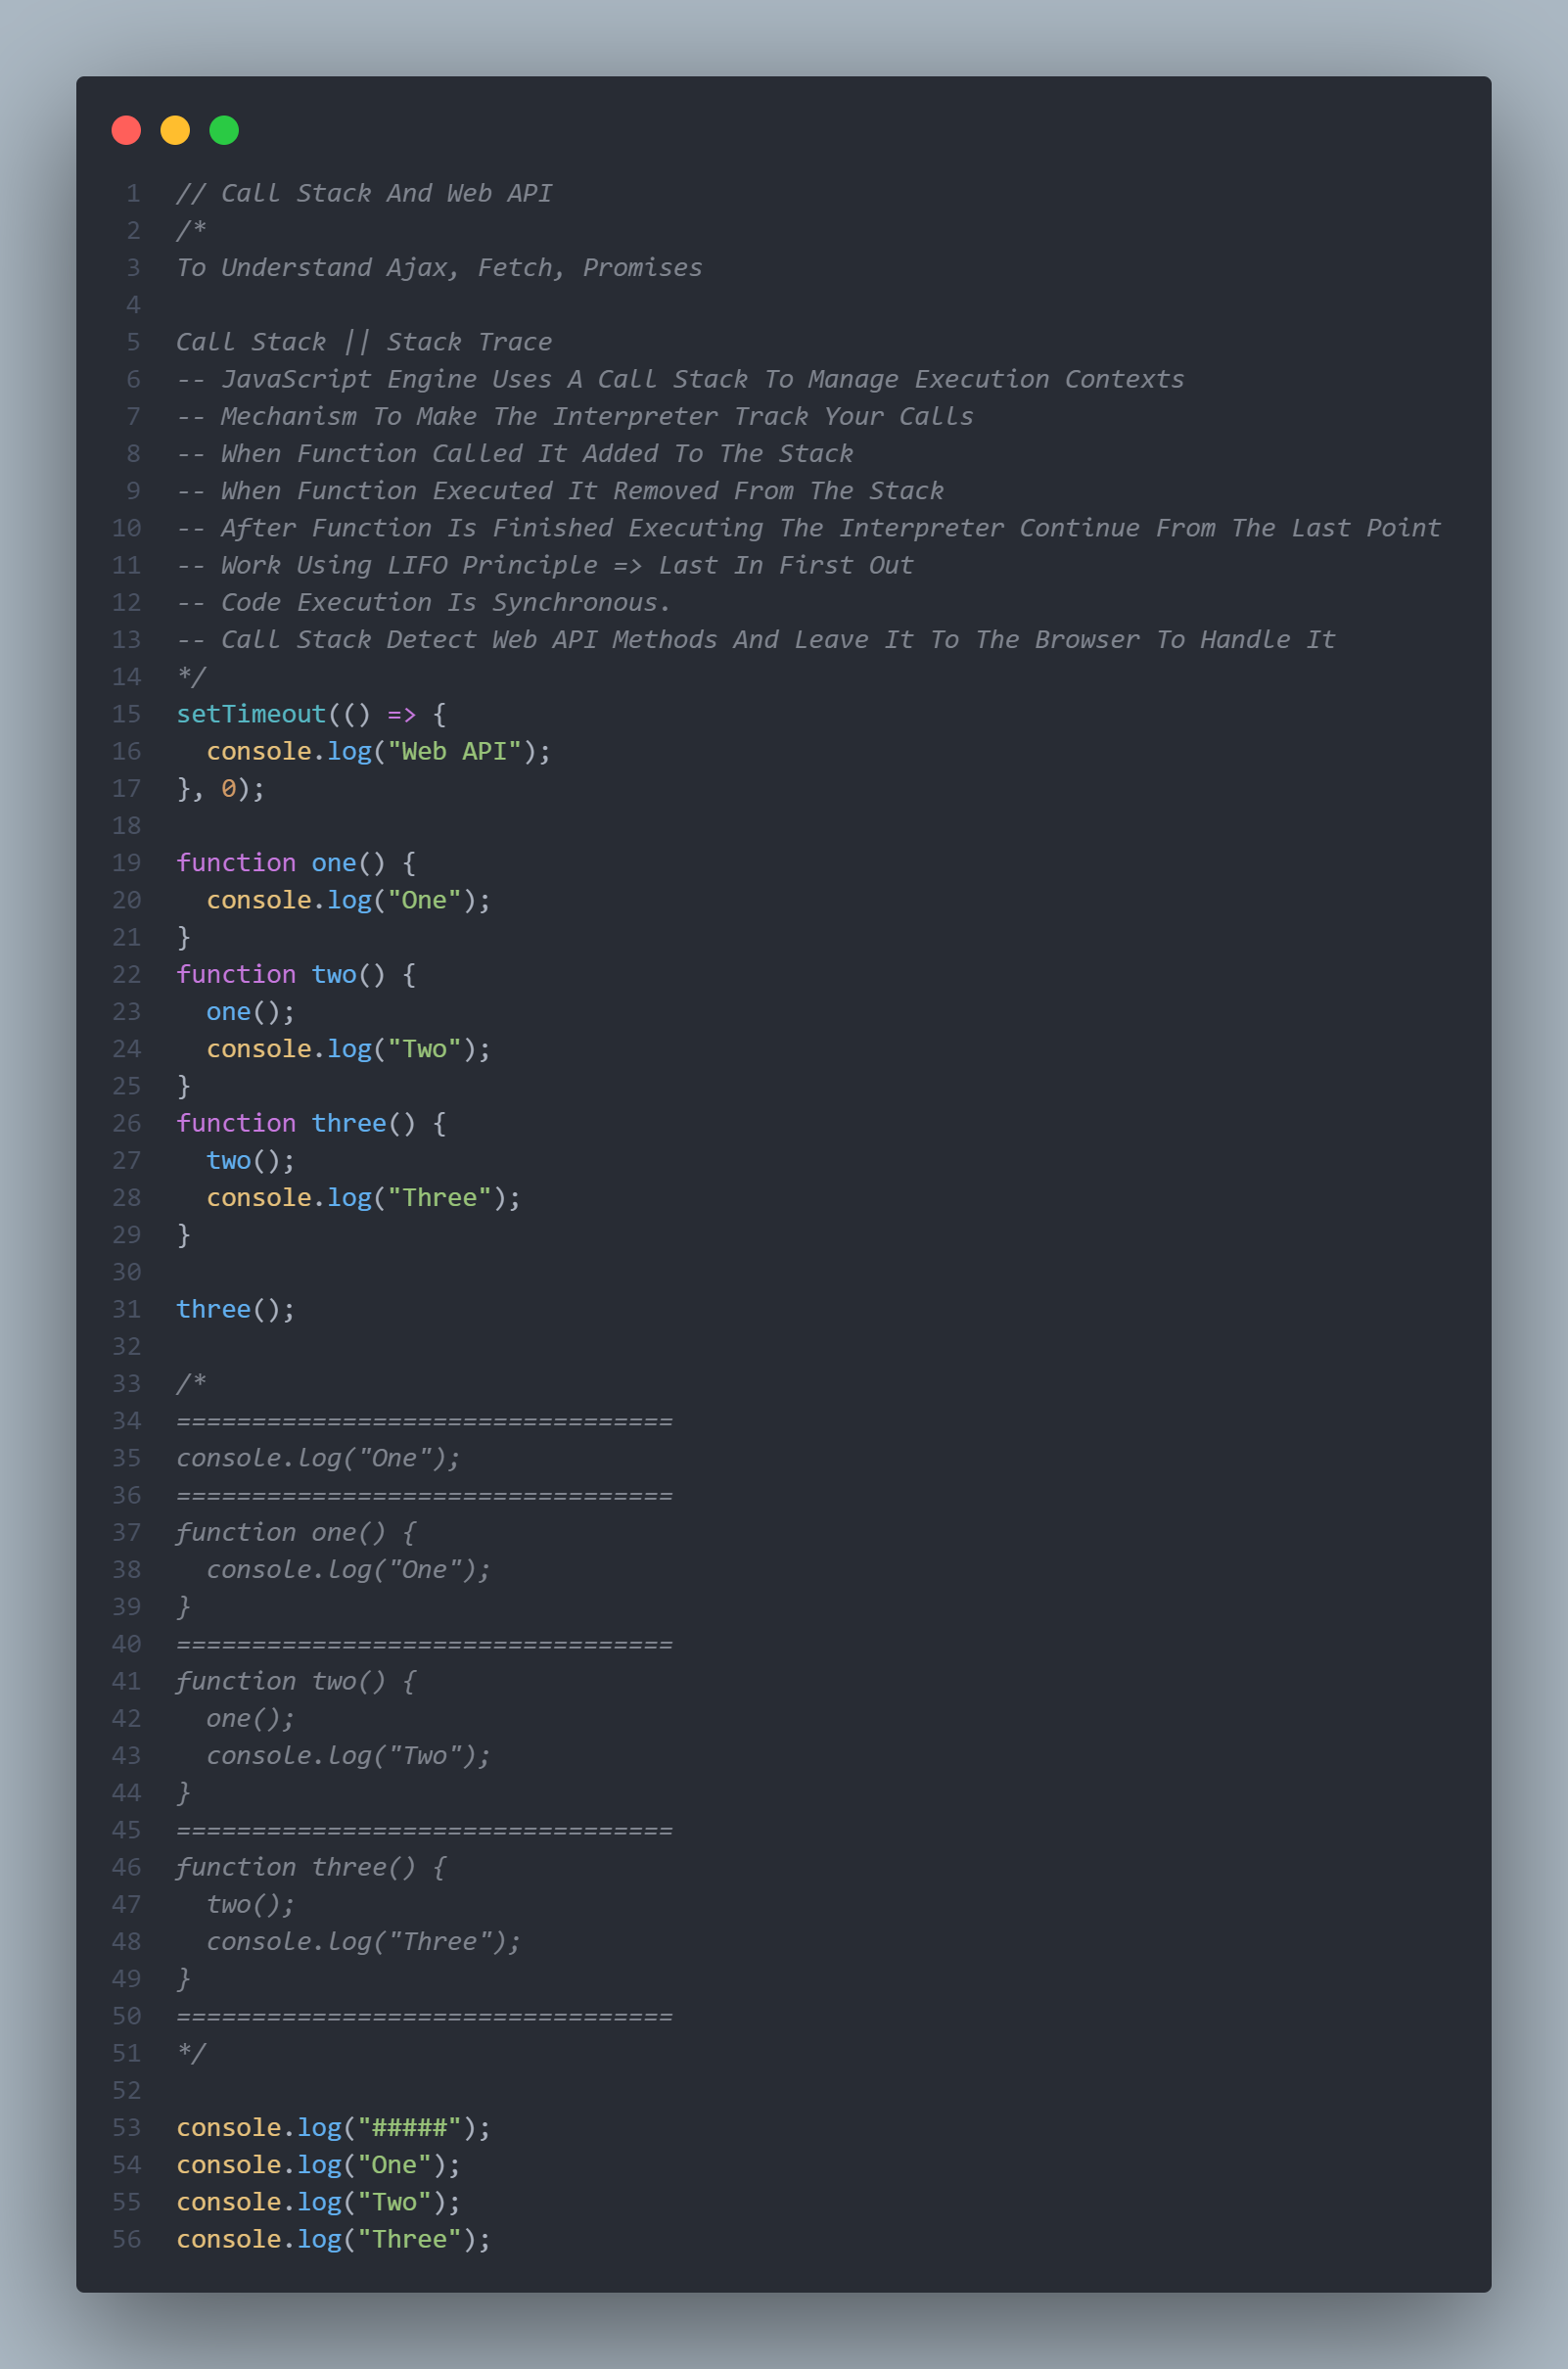 1 // Call Stack And Web API
2 /*
3 To Understand Ajax, Fetch, Promises
4
5 Call Stack || Stack Trace
6 -- JavaScript Engine Uses A Call Stack To Manage Execution Contexts
7 -- Mechanism To Make The Interpreter Track Your Calls
8 -- When Function Called It Added To The Stack
9 -- When Function Executed It Removed From The Stack
10 -- After Function Is Finished Executing The Interpreter Continue From The Last Point
11 -- Work Using LIFO Principle => Last In First Out
12 -- Code Execution Is Synchronous.
13 -- Call Stack Detect Web API Methods And Leave It To The Browser To Handle It
14 */
15 setTimeout(() => {
16   console.log("Web API");
17 }, 0);
18
19 function one() {
20   console.log("One");
21 }
22 function two() {
23   one();
24   console.log("Two");
25 }
26 function three() {
27   two();
28   console.log("Three");
29 }
30
31 three();
32
33 /*
34 =================================
35 console.log("One");
36 =================================
37 function one() {
38   console.log("One");
39 }
40 =================================
41 function two() {
42   one();
43   console.log("Two");
44 }
45 =================================
46 function three() {
47   two();
48   console.log("Three");
49 }
50 =================================
51 */
52
53 console.log("#####");
54 console.log("One");
55 console.log("Two");
56 console.log("Three");